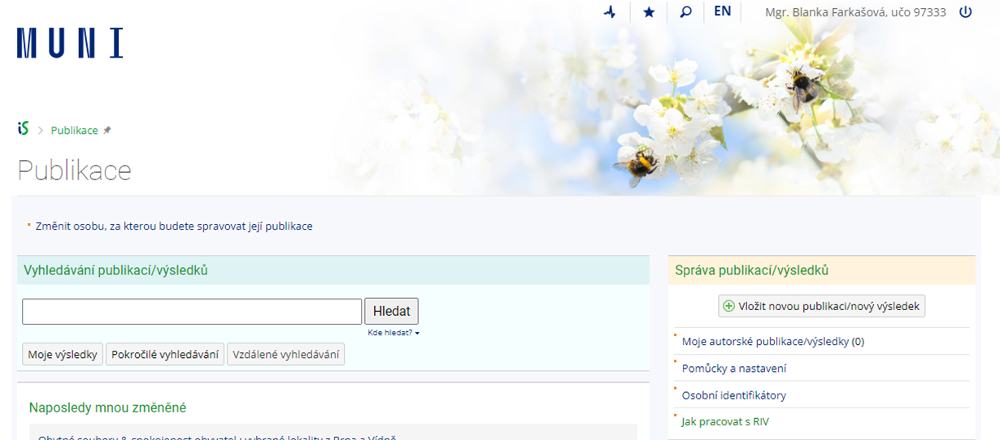 EN
Mgr. Blanka Farkašová, učo 97333
MUNI
iS
Publikace
Publikace
Změnit osobu, za kterou budete spravovat její publikace
Vyhledávání publikací/výsledků
Hledat
Kde hledat?
Moje výsledky
Pokročilé vyhledávání
Vzdálené vyhledávání
Naposledy mnou změněné
Obytné soubory & spokojenost obyvatel : vybrané lokality z Brna a Vídně
Správa publikací/výsledků
Vložit novou publikaci/nový výsledek
Moje autorské publikace/výsledky (0)
Pomůcky a nastavení
Osobní identifikátory
Jak pracovat s RIV